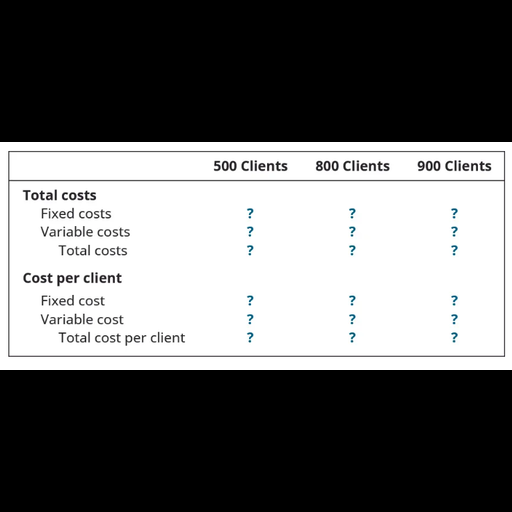 500 Clients 800 Clients 900 Clients
Total costs
Fixed costs ? ? ?
Variable costs ? ? ?
Total costs ? ? ?
Cost per client
Fixed cost ? ? ?
Variable cost ? ? ?
Total cost per client ? ? ?